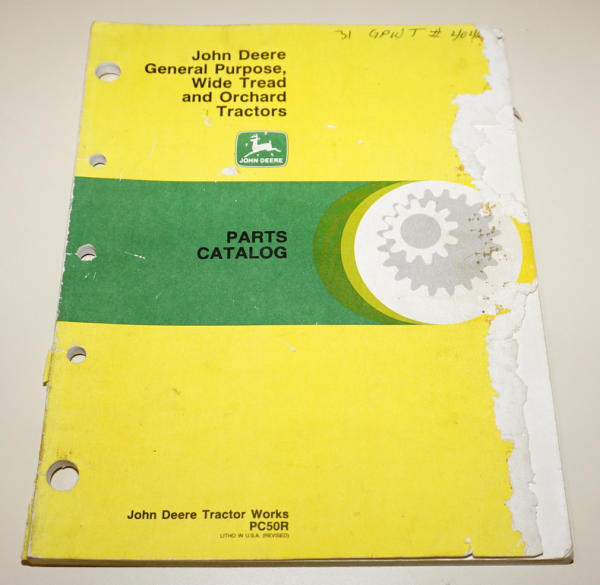 31 GPWT #
John Deere
General Purpose,
Wide Tread
and Orchard
Tractors
JOHN DEERE
PARTS
CATALOG
John Deere Tractor Works
PC50R
LITHO IN U.S.A. (REVISED)